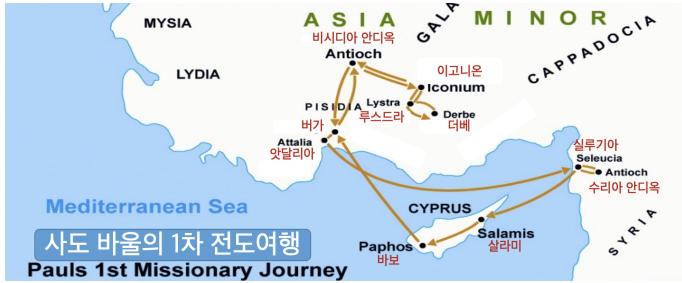 MYSIA
ASIA MINOR
GALA
비시디아 안디옥
Antioch
CAPPADOCIA
LYDIA
이고니온
Iconium
PISIDIA
Lystra
루스드라
Derbe
더베
버가
Attalia
앗달리아
실루기아
Seleucia
Antioch
수리아 안디옥
Mediterranean Sea
CYPRUS
SYRIA
Salamis
살라미
Paphos
바보
사도 바울의 1차 전도여행
Pauls 1st Missionary Journey